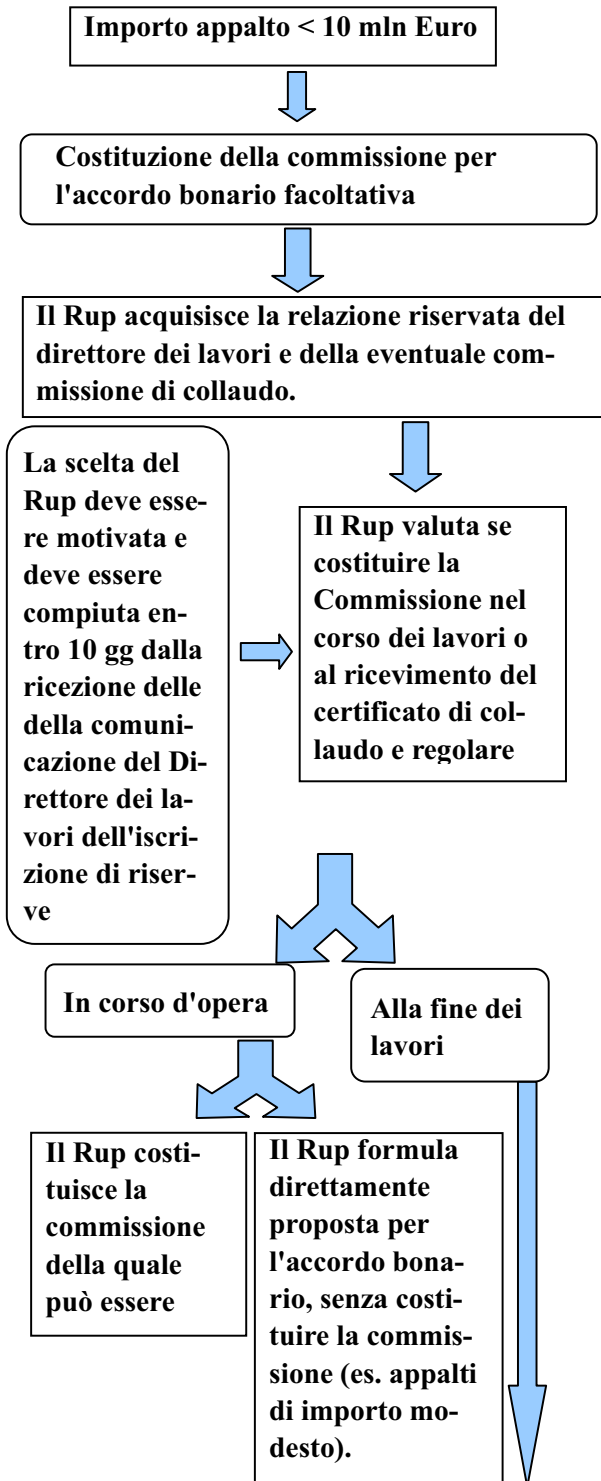 Importo appalto < 10 mln Euro
Costituzione della commissione per
l'accordo bonario facoltativa
Il Rup acquisisce la relazione riservata del
direttore dei lavori e della eventuale com-
missione di collaudo.
La scelta del
Rup deve esse-
re motivata e
deve essere
compiuta en-
tro 10 gg dalla
ricezione delle
della comuni-
cazione del Di-
rettore dei la-
vori dell'iscri-
zione di riser-
ve
Il Rup valuta se
costituire la
Commissione nel
corso dei lavori o
al ricevimento del
certificato di col-
laudo e regolare
In corso d'opera
Alla fine dei
lavori
Il Rup costi-
tuisce la
commissione
della quale
può essere
Il Rup formula
direttamente
proposta per
l'accordo bona-
rio, senza costi-
tuire la commis-
sione (es. appalti
di importo mo-
desto).